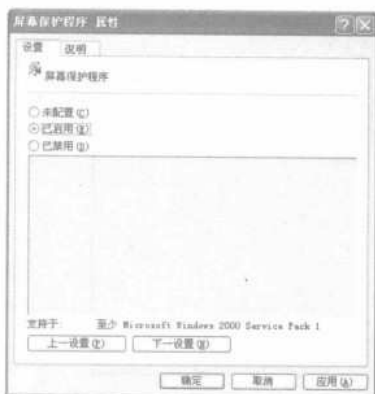 屏幕保护程序 属性
设置 说明
屏幕保护程序
未配置(C)
已启用(E)
已禁用(D)
支持于: 至少 Microsoft Windows 2000 Service Pack 1
上一设置(P) 下一设置(N)
确定 取消 应用(A)